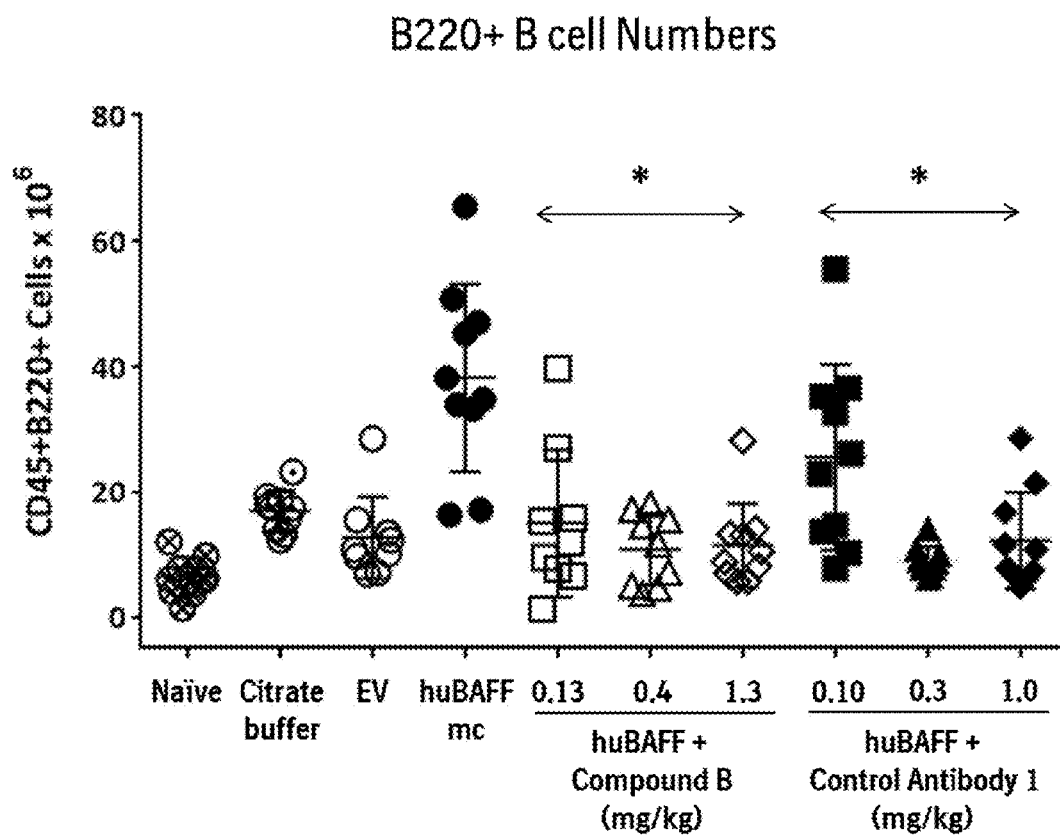 B220+ B cell Numbers
CD45+B220+ Cells x 10⁶
80
60
40
20
0
* *
Naïve Citrate buffer EV huBAFF mc 0.13 0.4 1.3 0.10 0.3 1.0
huBAFF + Compound B (mg/kg)
huBAFF + Control Antibody 1 (mg/kg)